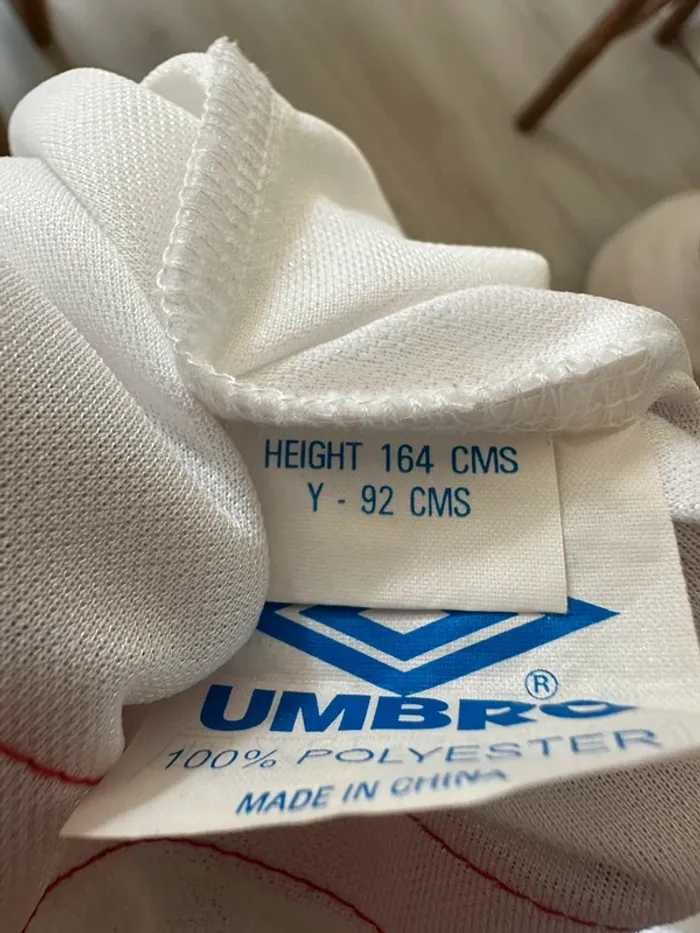 HEIGHT 164 CMS
Y - 92 CMS
UMBRO ®
100% POLYESTER
MADE IN CHINA